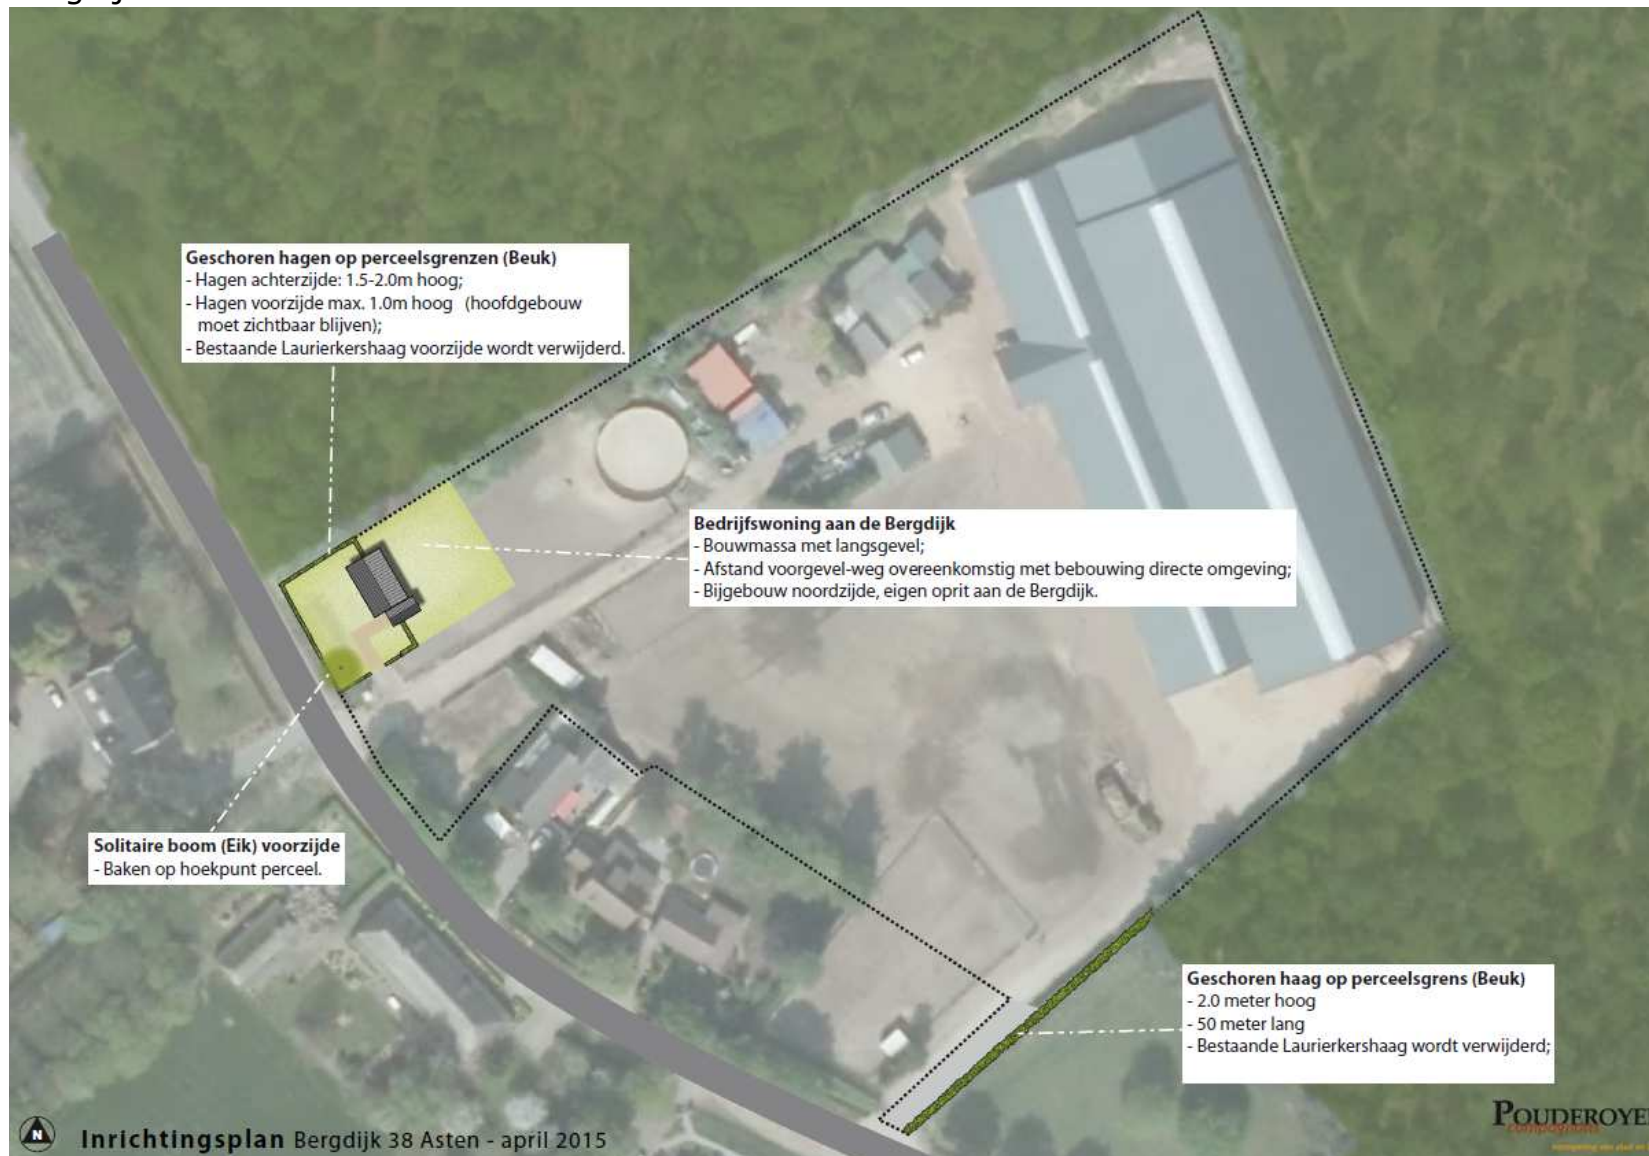 Geschoren hagen op perceelsgrenzen (Beuk)
- Hagen achterzijde: 1.5-2.0m hoog;
- Hagen voorzijde max. 1.0m hoog (hoofdgebouw
moet zichtbaar blijven);
- Bestaande Laurierkershaag voorzijde wordt verwijderd.
Bedrijfswoning aan de Bergdijk
- Bouwmassa met langsgevel;
- Afstand voorgevel-weg overeenkomstig met bebouwing directe omgeving;
- Bijgebouw noordzijde, eigen oprit aan de Bergdijk.
Solitaire boom (Eik) voorzijde
- Baken op hoekpunt perceel.
Geschoren haag op perceelsgrens (Beuk)
- 2.0 meter hoog
- 50 meter lang
- Bestaande Laurierkershaag wordt verwijderd;
N
Inrichtingsplan Bergdijk 38 Asten - april 2015
POUDEROYE
compagnons